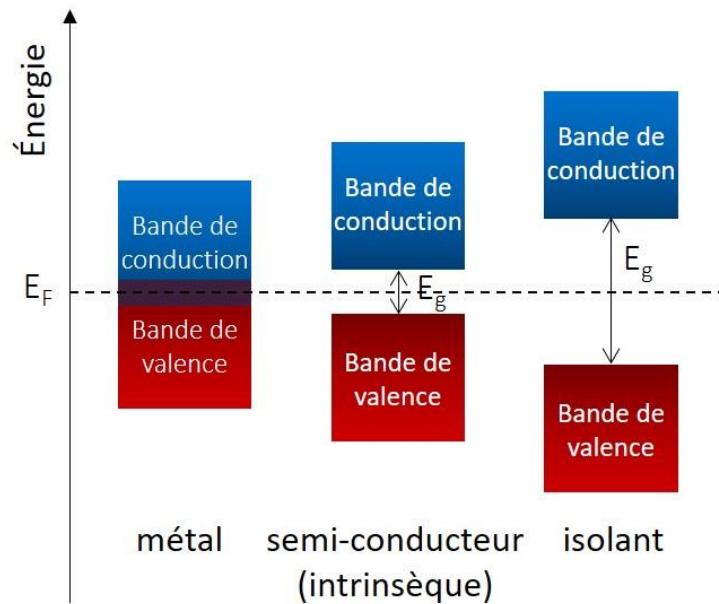 Énergie
Bande de
conduction
Bande de
valence
Bande de
conduction
E_g
Bande de
valence
Bande de
conduction
E_g
Bande de
valence
E_F
métal
semi-conducteur
(intrinsèque)
isolant